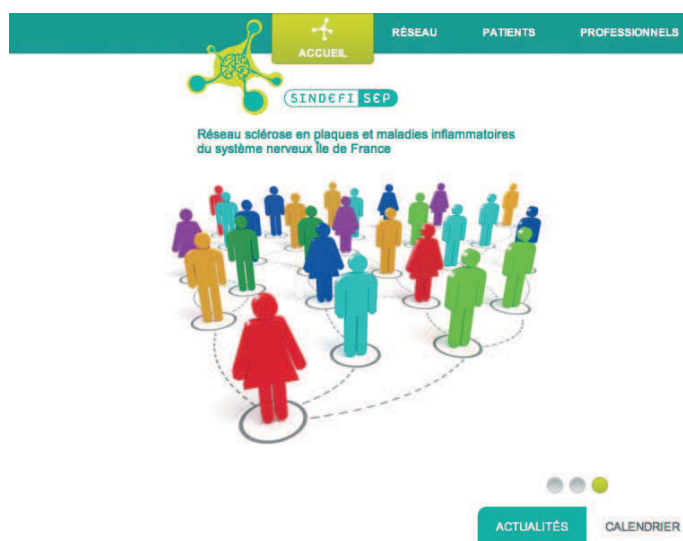 ACCUEIL RÉSEAU PATIENTS PROFESSIONNELS
SINDEFI SEP
Réseau sclérose en plaques et maladies inflammatoires
du système nerveux Île de France
ACTUALITÉS CALENDRIER